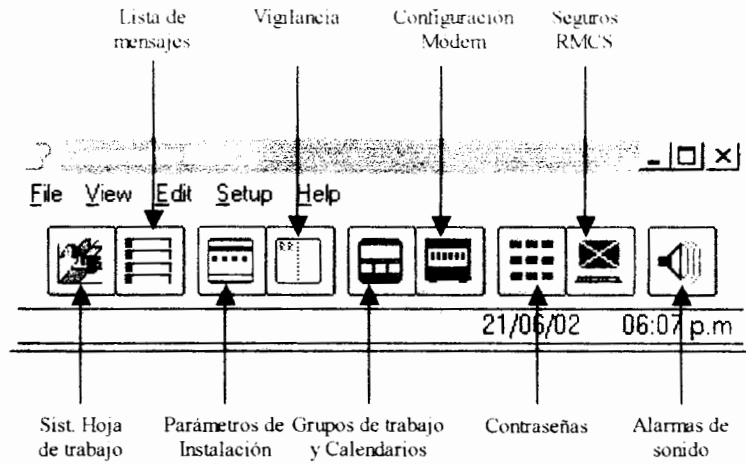 Lista de
mensajes
Vigilancia
Configuración
Modem
Seguros
RMCS
File View Edit Setup Help
21/06/02 06:07 p.m
Sist. Hoja
de trabajo
Parámetros de
Instalación
Grupos de trabajo
y Calendarios
Contraseñas
Alarmas de
sonido